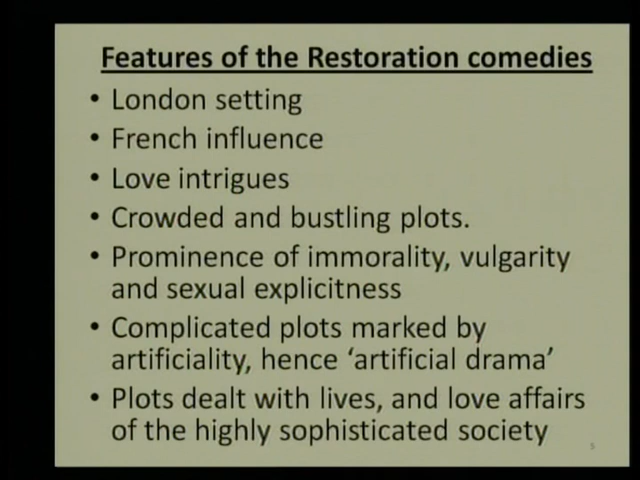 Features of the Restoration comedies
• London setting
• French influence
• Love intrigues
• Crowded and bustling plots.
• Prominence of immorality, vulgarity
and sexual explicitness
• Complicated plots marked by
artificiality, hence ‘artificial drama’
• Plots dealt with lives, and love affairs
of the highly sophisticated society
5